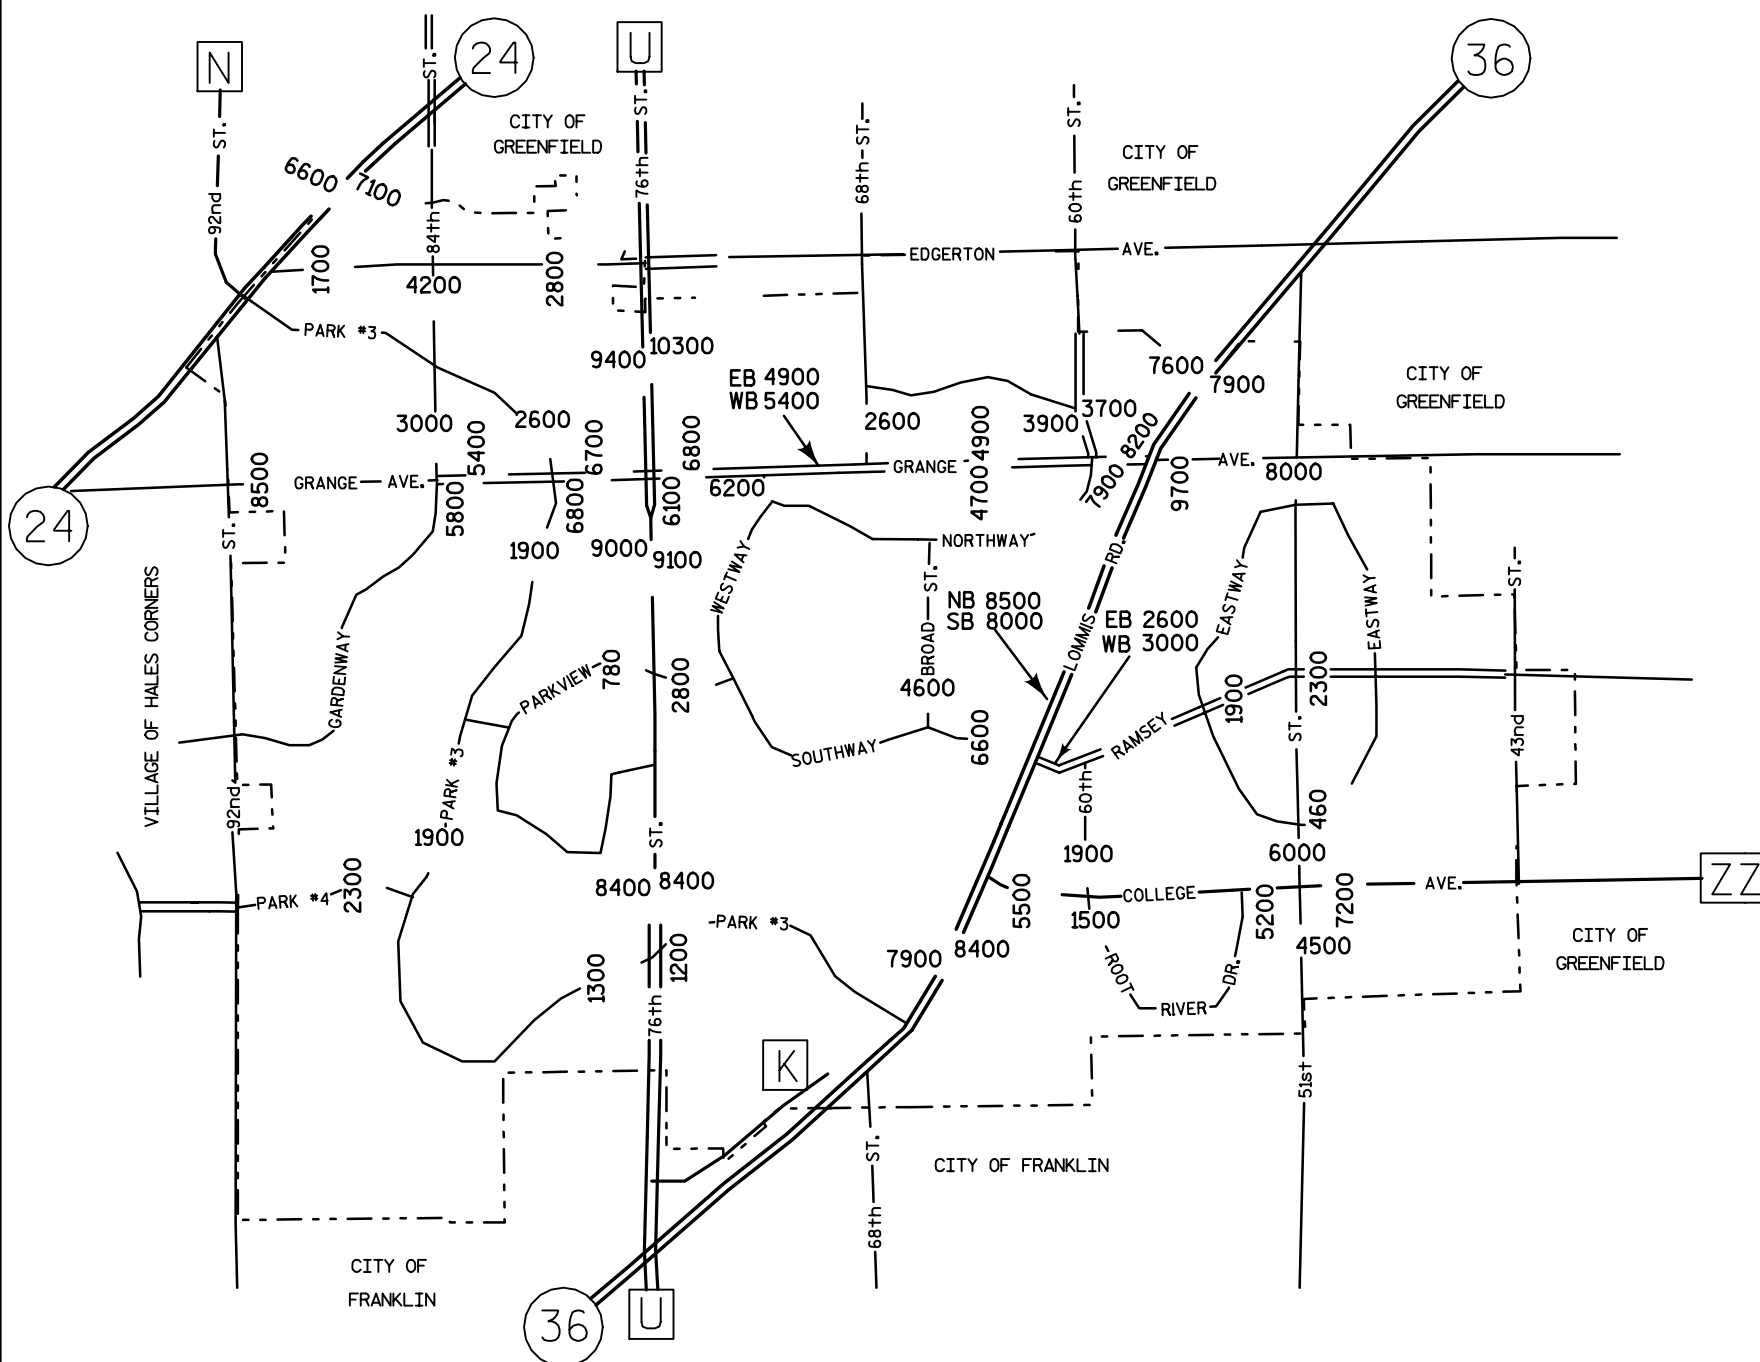 N
24
U
36
ST.
ST.
ST.
ST.
ST.
CITY OF
GREENFIELD
CITY OF
GREENFIELD
6600
7100
92nd
84th
76th
68th
60th
1700
4200
2800
EDGERTON
AVE.
PARK #3
9400
10300
7600
7900
EB 4900
WB 5400
CITY OF
GREENFIELD
3000
2600
2600
3900
3700
5400
6700
6800
4900
8200
8500
GRANGE
AVE.
6200
GRANGE
4700
7900
9700
AVE.
8000
24
5800
6800
6100
1900
9000
9100
NORTHWAY
RD.
ST.
WESTWAY
ST.
EASTWAY
EASTWAY
ST.
VILLAGE OF HALES CORNERS
NB 8500
SB 8000
EB 2600
WB 3000
LOMMIS
GARDENWAY
PARKVIEW
780
2800
BROAD
4600
1900
2300
6600
SOUTHWAY
RAMSEY
ST.
43nd
PARK #3
92nd
60th
460
1900
ST.
1900
6000
8400
8400
PARK #4
2300
5500
COLLEGE
AVE.
ZZ
1500
5200
7200
4500
PARK #3
7900
8400
1300
1200
ROOT
RIVER
DR.
CITY OF
GREENFIELD
76th
K
51st
ST.
CITY OF FRANKLIN
68th
CITY OF
FRANKLIN
36
U